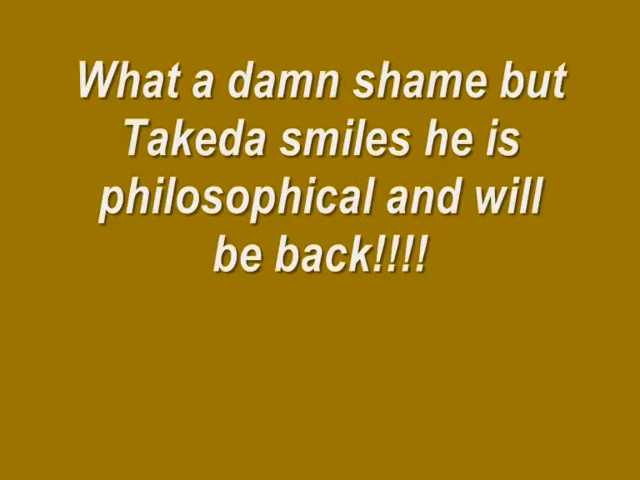 What a damn shame but
Takeda smiles he is
philosophical and will
be back!!!!